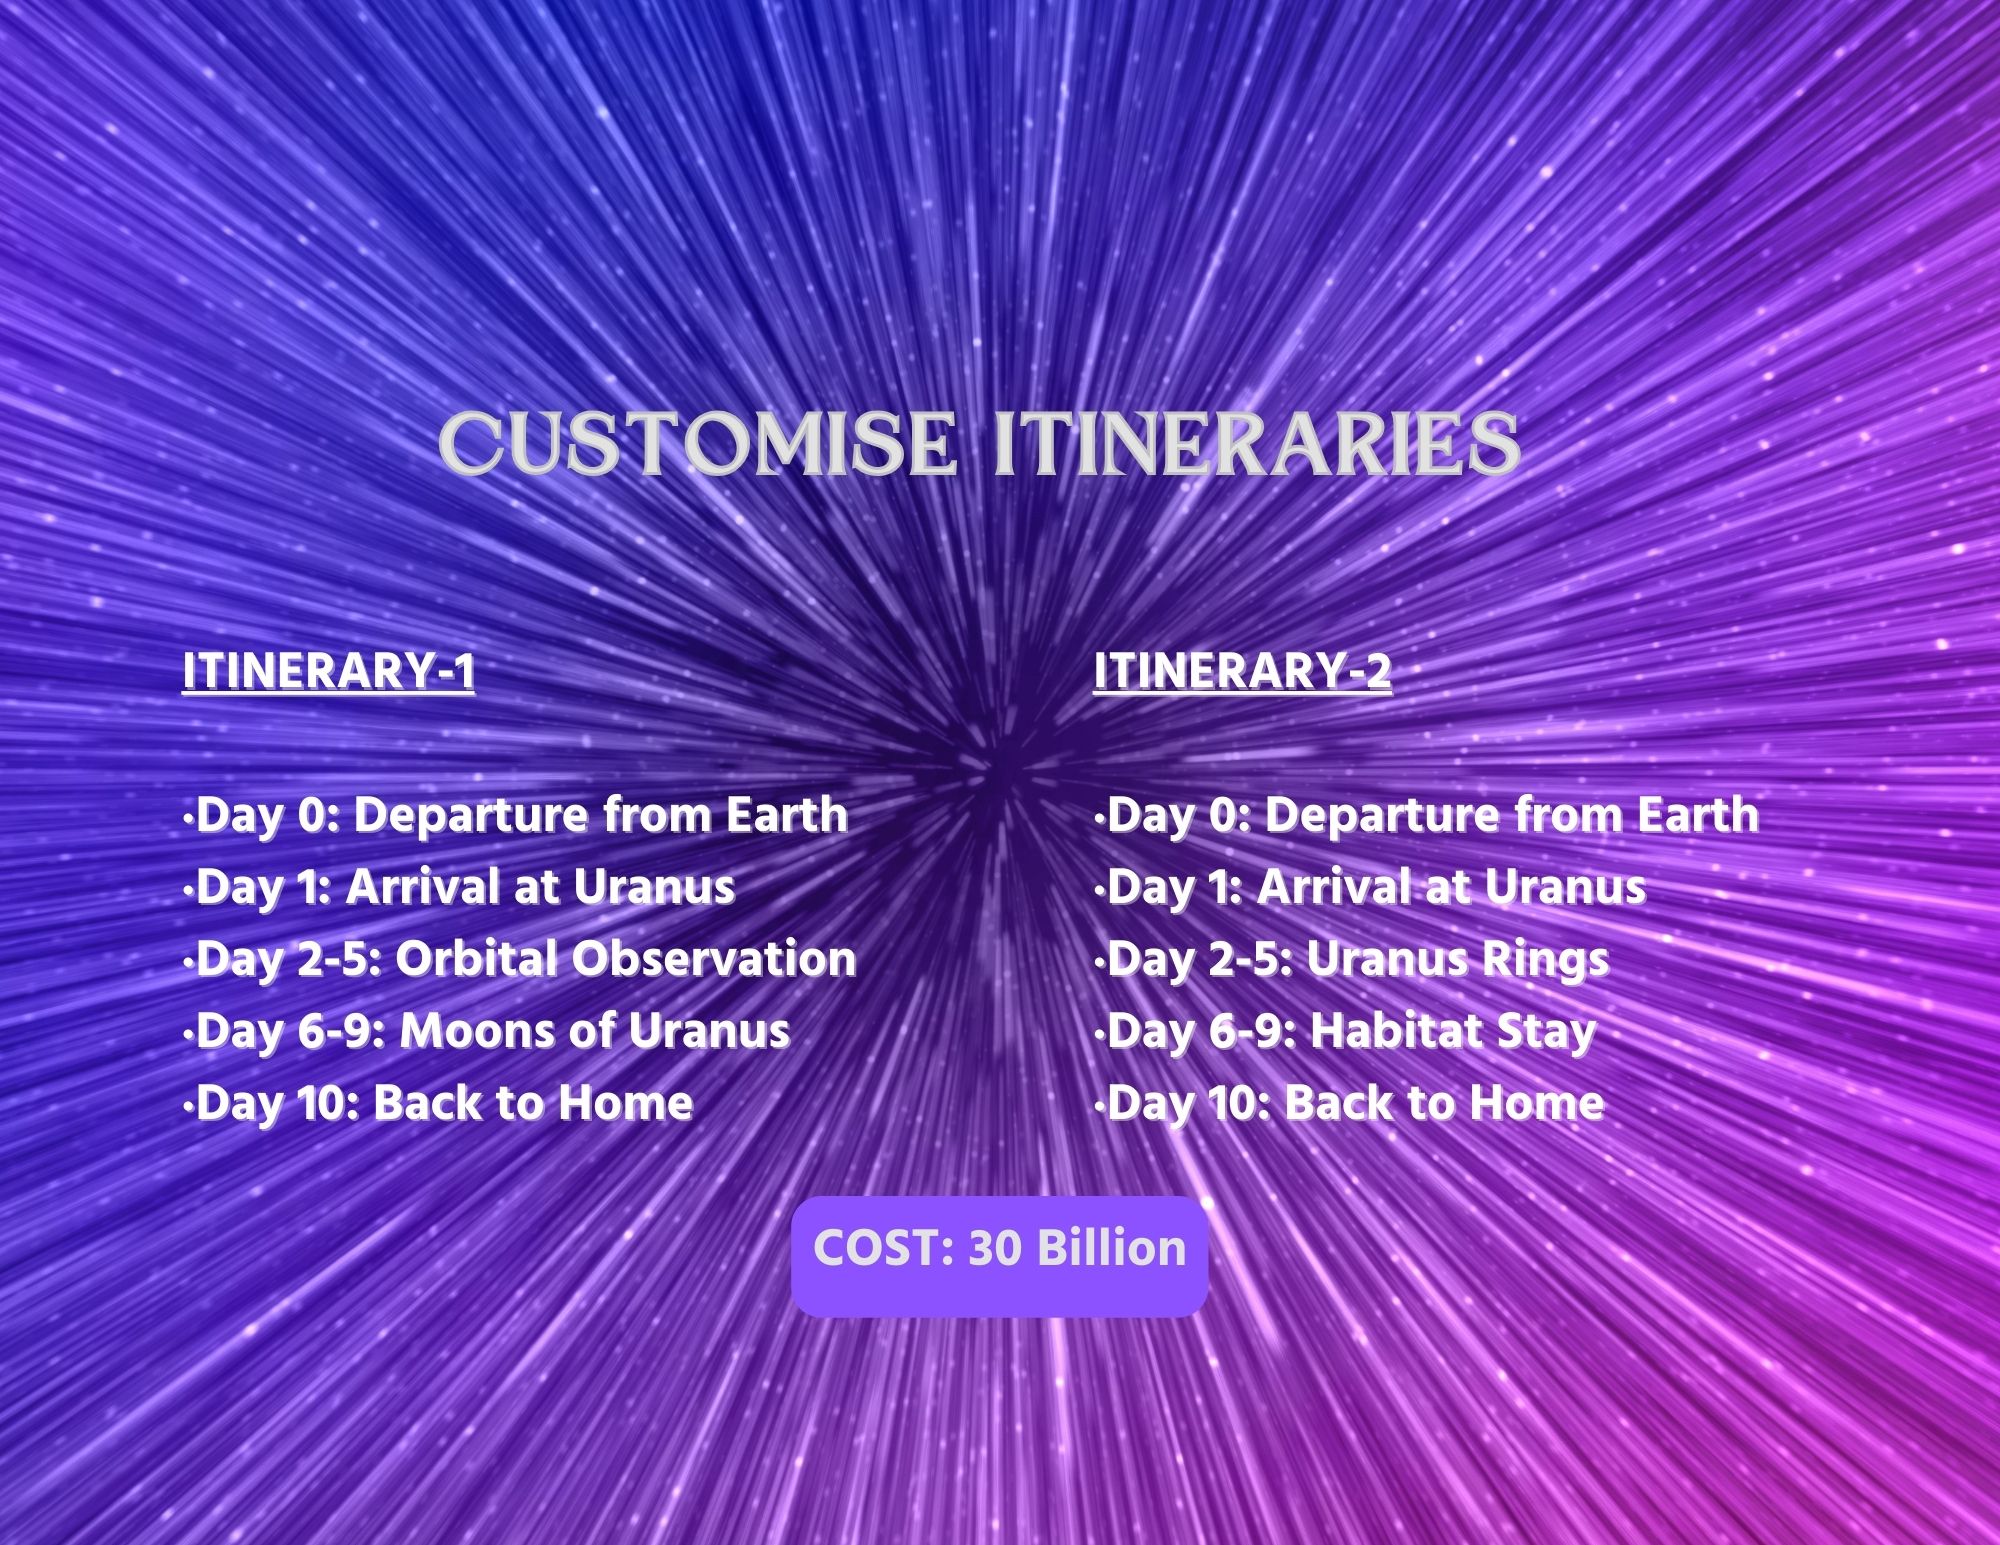 CUSTOMISE ITINERARIES
ITINERARY-1
•Day 0: Departure from Earth
•Day 1: Arrival at Uranus
•Day 2-5: Orbital Observation
•Day 6-9: Moons of Uranus
•Day 10: Back to Home
ITINERARY-2
•Day 0: Departure from Earth
•Day 1: Arrival at Uranus
•Day 2-5: Uranus Rings
•Day 6-9: Habitat Stay
•Day 10: Back to Home
COST: 30 Billion